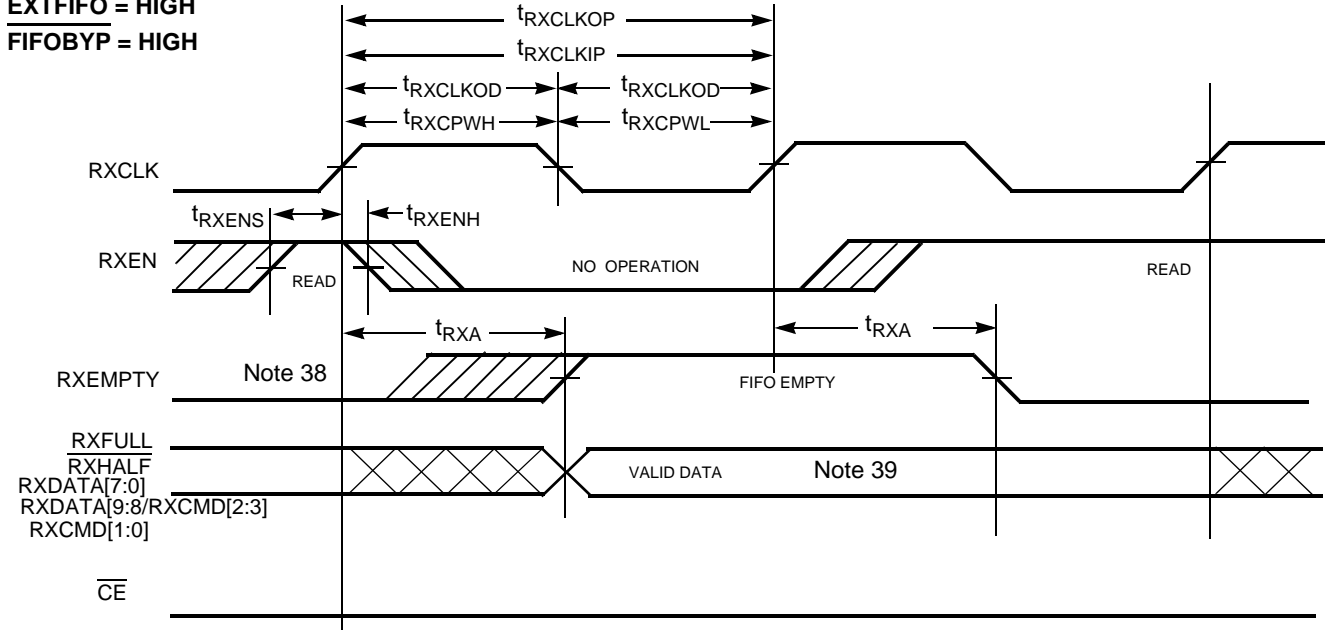 EXTFIFO = HIGH
FIFOBYP = HIGH
tRXCLKOP
tRXCLKIP
tRXCLKOD tRXCLKOD
tRXCPWH tRXCPWL
RXCLK
tRXENS tRXENH
RXEN READ NO OPERATION READ
tRXA tRXA
RXEMPTY Note 38 FIFO EMPTY
RXFULL
RXHALF
RXDATA[7:0] VALID DATA Note 39
RXDATA[9:8/RXCMD[2:3]
RXCMD[1:0]
CE